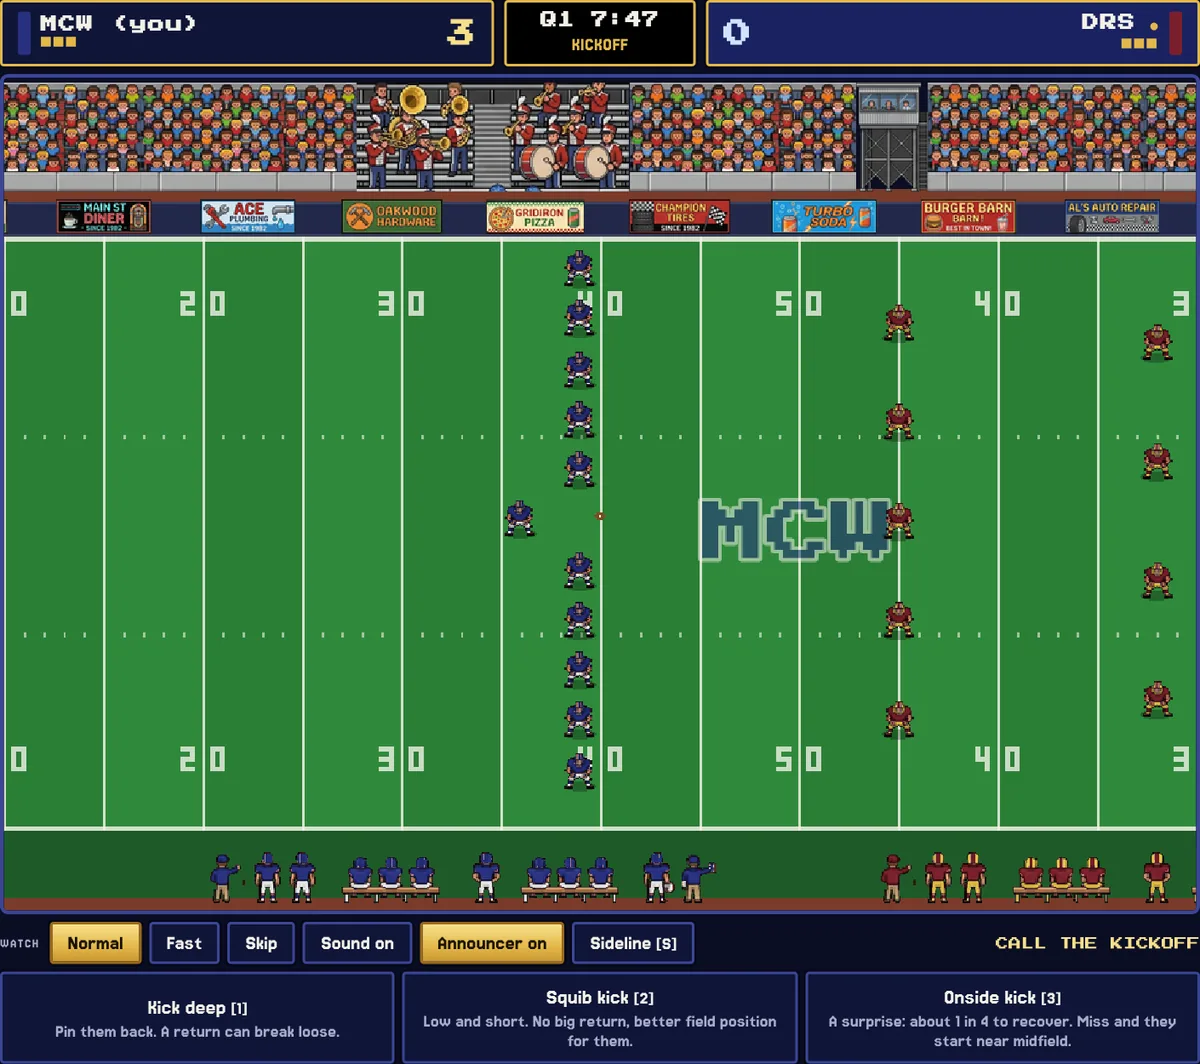 MCW (you)
3
Q1 7:47
KICKOFF
0
DRS
MAIN ST
DINER
SINCE 1982
ACE
PLUMBING
SINCE 1982
OAKWOOD
HARDWARE
GRIDIRON
PIZZA
CHAMPION
TIRES
SINCE 1982
TURBO
SODA
BURGER BARN
BARN!
BEST IN TOWN!
AL'S AUTO REPAIR
0 20 30 40 50 40 3
MCW
0 20 30 40 50 40 3
WATCH
Normal
Fast
Skip
Sound on
Announcer on
Sideline [S]
CALL THE KICKOFF
Kick deep [1]
Pin them back. A return can break loose.
Squib kick [2]
Low and short. No big return, better field position
for them.
Onside kick [3]
A surprise: about 1 in 4 to recover. Miss and they
start near midfield.